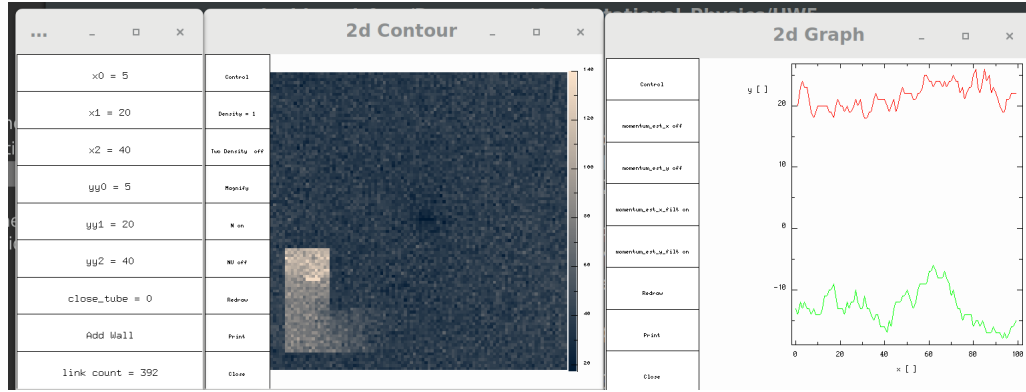 ...
x0 = 5
x1 = 20
x2 = 40
yy0 = 5
yy1 = 20
yy2 = 40
close_tube = 0
Add Wall
link count = 392
2d Contour
Control
Density = 1
Two Density off
Magnify
N on
NU off
Redraw
Print
Close
140
120
100
80
60
40
20
2d Graph
Control
momentum_est_x off
momentum_est_y off
momentum_est_x_filt on
momentum_est_y_filt on
Redraw
Print
Close
y [ ]
20
10
0
-10
0 20 40 60 80 100
x [ ]